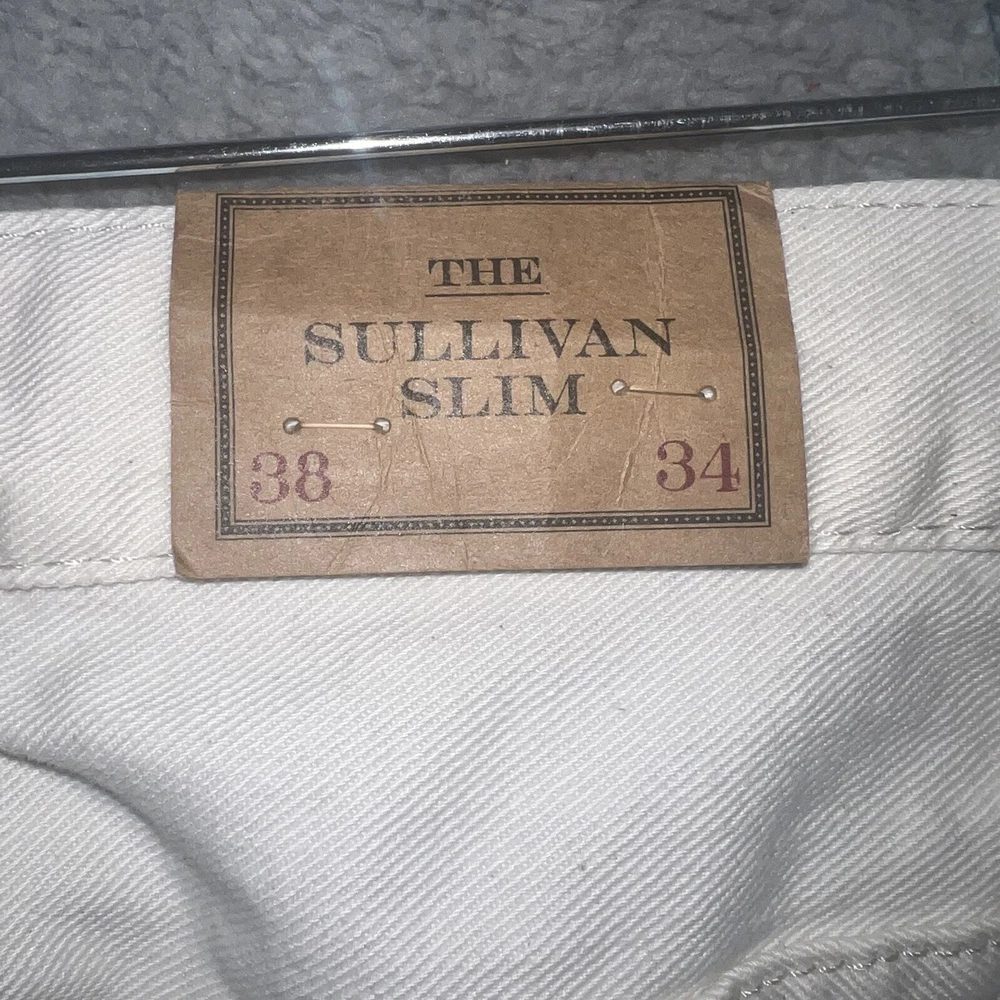 THE
SULLIVAN
SLIM
38 34